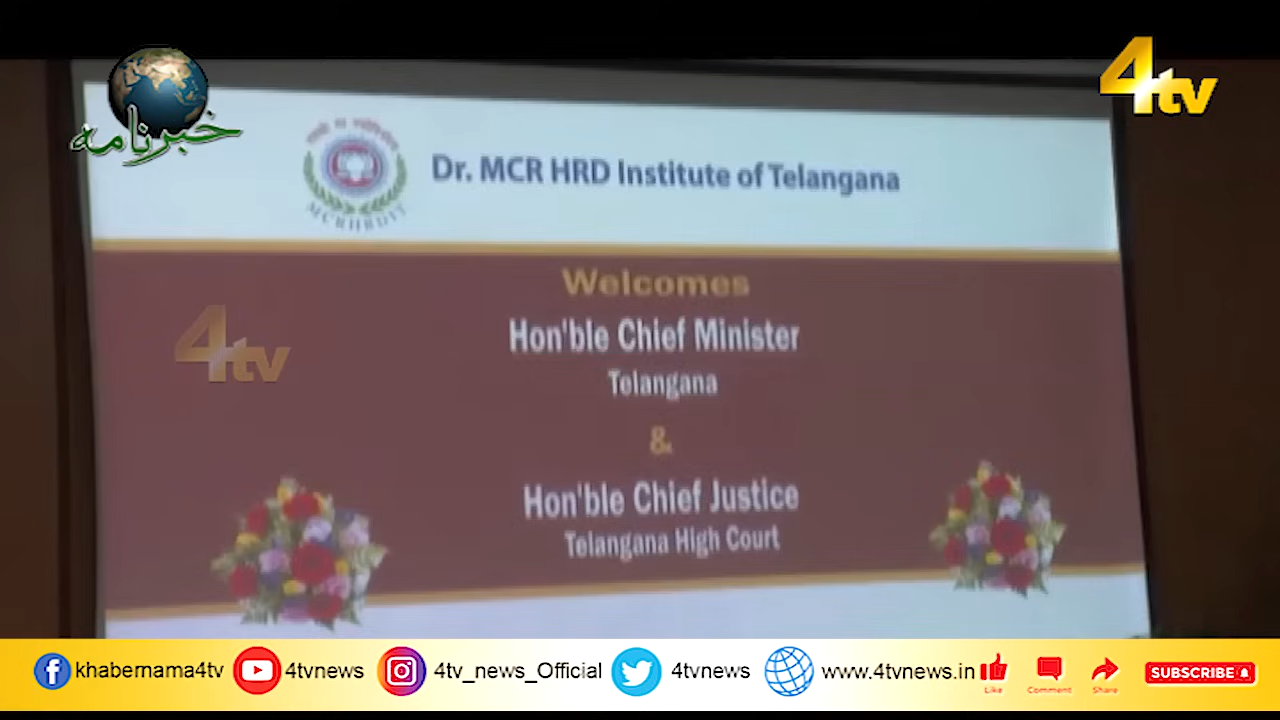 خبرنامہ
4tv
Dr. MCR HRD Institute of Telangana
MCRHRDIT
Welcomes
Hon'ble Chief Minister
Telangana
&
Hon'ble Chief Justice
Telangana High Court
4tv
khabernama4tv
4tvnews
4tv_news_Official
4tvnews
www.4tvnews.in
Like
Comment
Share
SUBSCRIBE